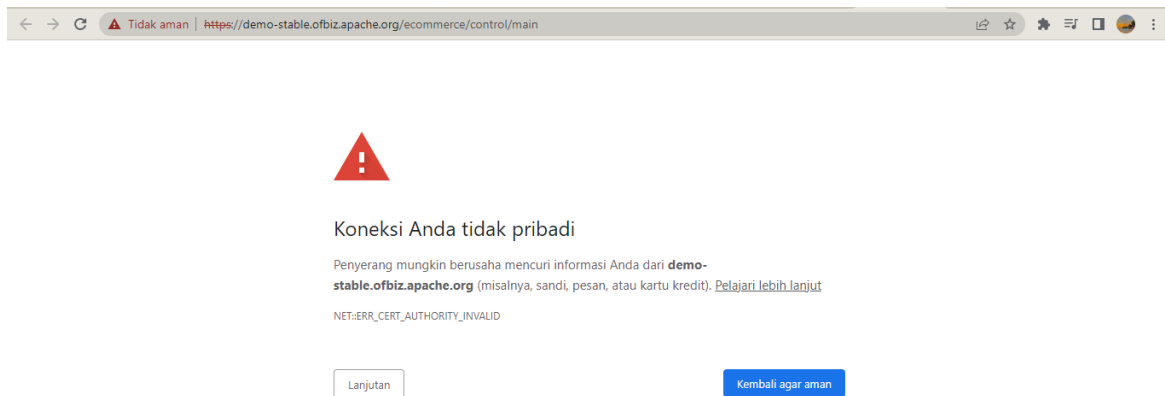 Tidak aman | https://demo-stable.ofbiz.apache.org/ecommerce/control/main
Koneksi Anda tidak pribadi
Penyerang mungkin berusaha mencuri informasi Anda dari demo-
stable.ofbiz.apache.org (misalnya, sandi, pesan, atau kartu kredit). Pelajari lebih lanjut
NET::ERR_CERT_AUTHORITY_INVALID
Lanjutan
Kembali agar aman